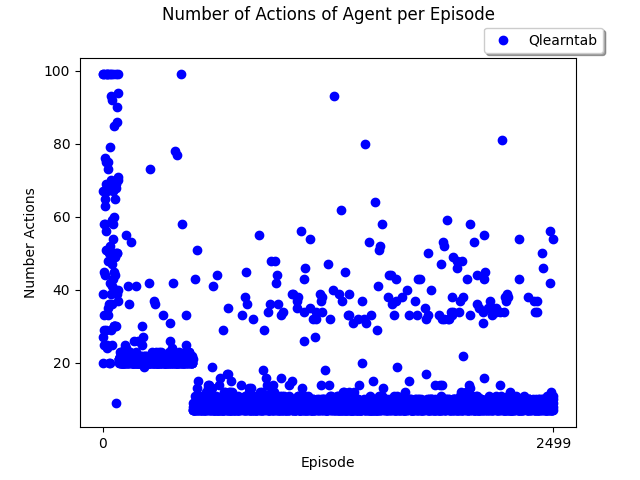 Number of Actions of Agent per Episode
Qlearntab
100
80
60
40
20
Number Actions
0
2499
Episode